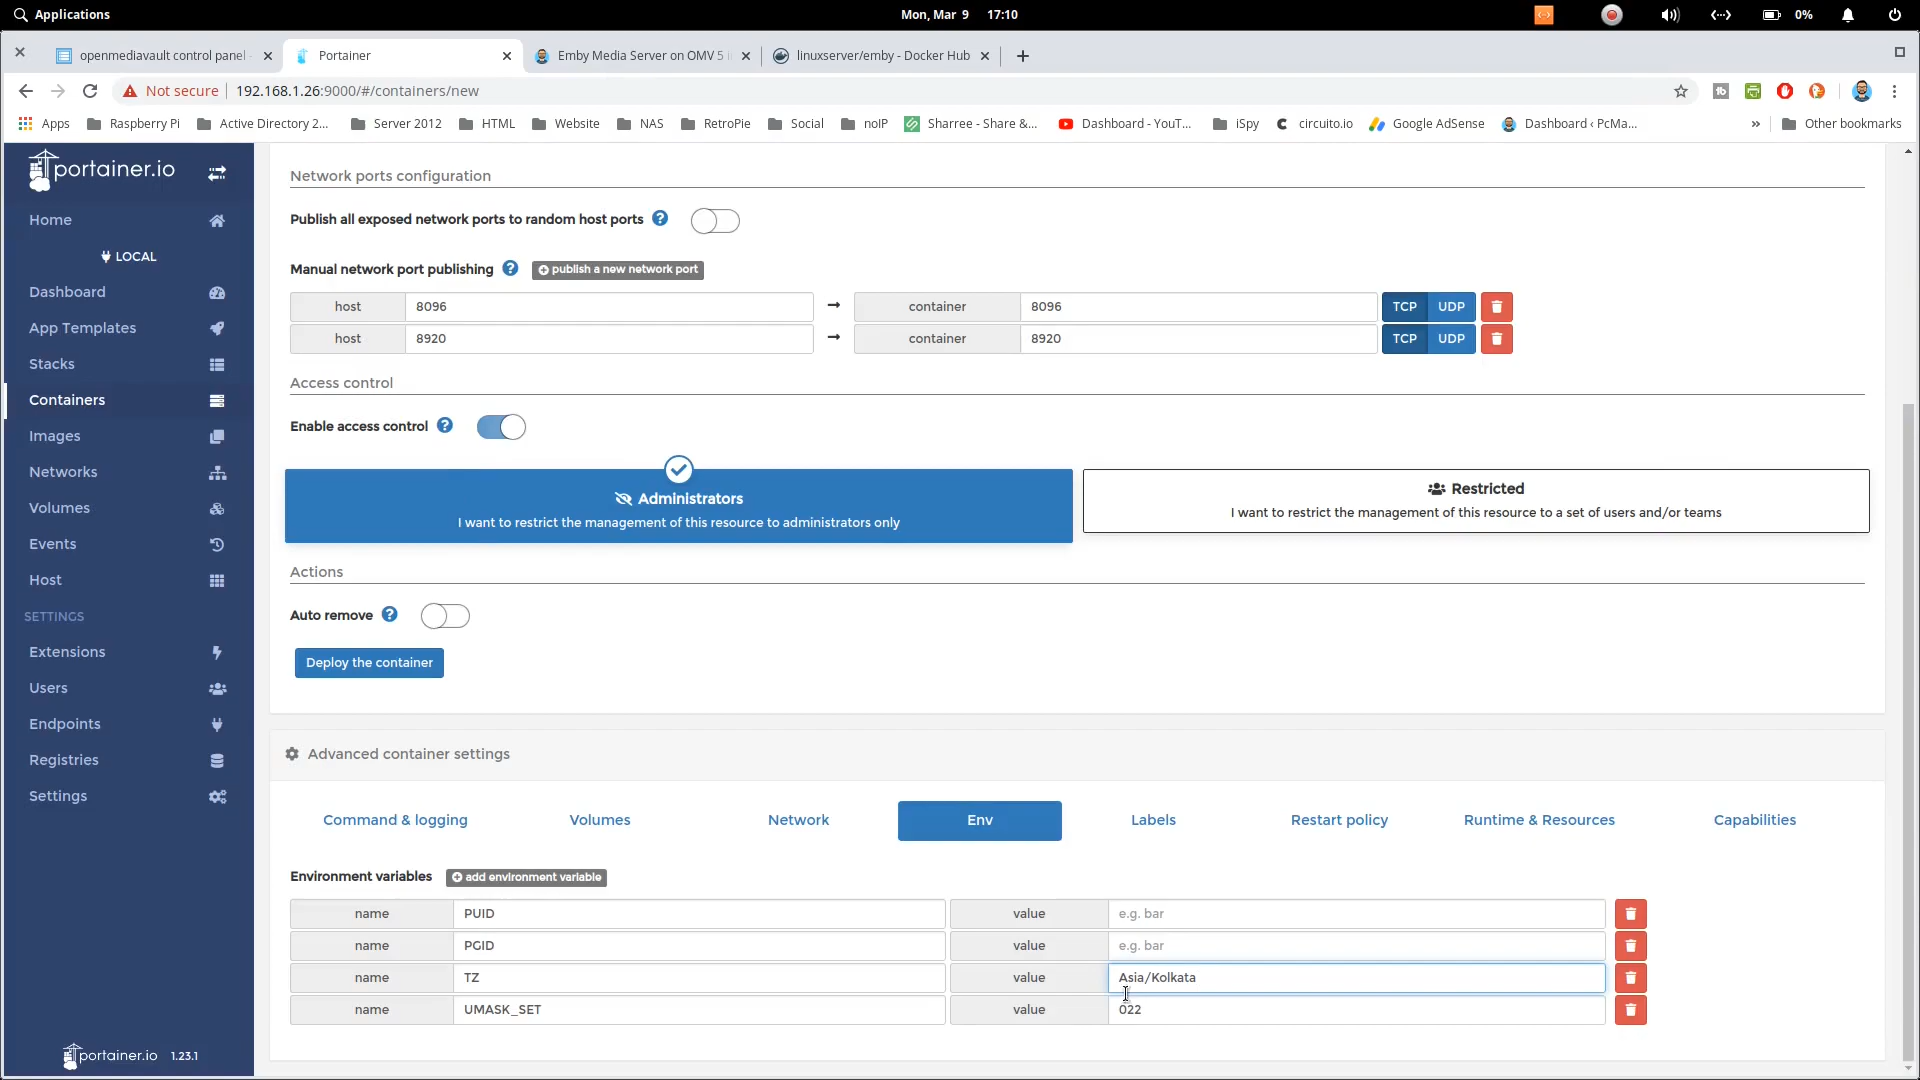 Applications
Mon, Mar 9 17:10
0%
openmediavault control panel -
Portainer
Emby Media Server on OMV 5 i
linuxserver/emby - Docker Hub
Not secure 192.168.1.26:9000/#/containers/new
Apps
Raspberry Pi
Active Directory 2...
Server 2012
HTML
Website
NAS
RetroPie
Social
noIP
Sharree - Share &...
Dashboard - YouT...
iSpy
circuito.io
Google AdSense
Dashboard ‹ PcMa...
»
Other bookmarks
portainer.io
Home
LOCAL
Dashboard
App Templates
Stacks
Containers
Images
Networks
Volumes
Events
Host
SETTINGS
Extensions
Users
Endpoints
Registries
Settings
portainer.io 1.23.1
Network ports configuration
Publish all exposed network ports to random host ports
Manual network port publishing publish a new network port
host 8096 → container 8096 TCP UDP
host 8920 → container 8920 TCP UDP
Access control
Enable access control
Administrators
I want to restrict the management of this resource to administrators only
Restricted
I want to restrict the management of this resource to a set of users and/or teams
Actions
Auto remove
Deploy the container
Advanced container settings
Command & logging
Volumes
Network
Env
Labels
Restart policy
Runtime & Resources
Capabilities
Environment variables add environment variable
name PUID value e.g. bar
name PGID value e.g. bar
name TZ value Asia/Kolkata
name UMASK_SET value 022